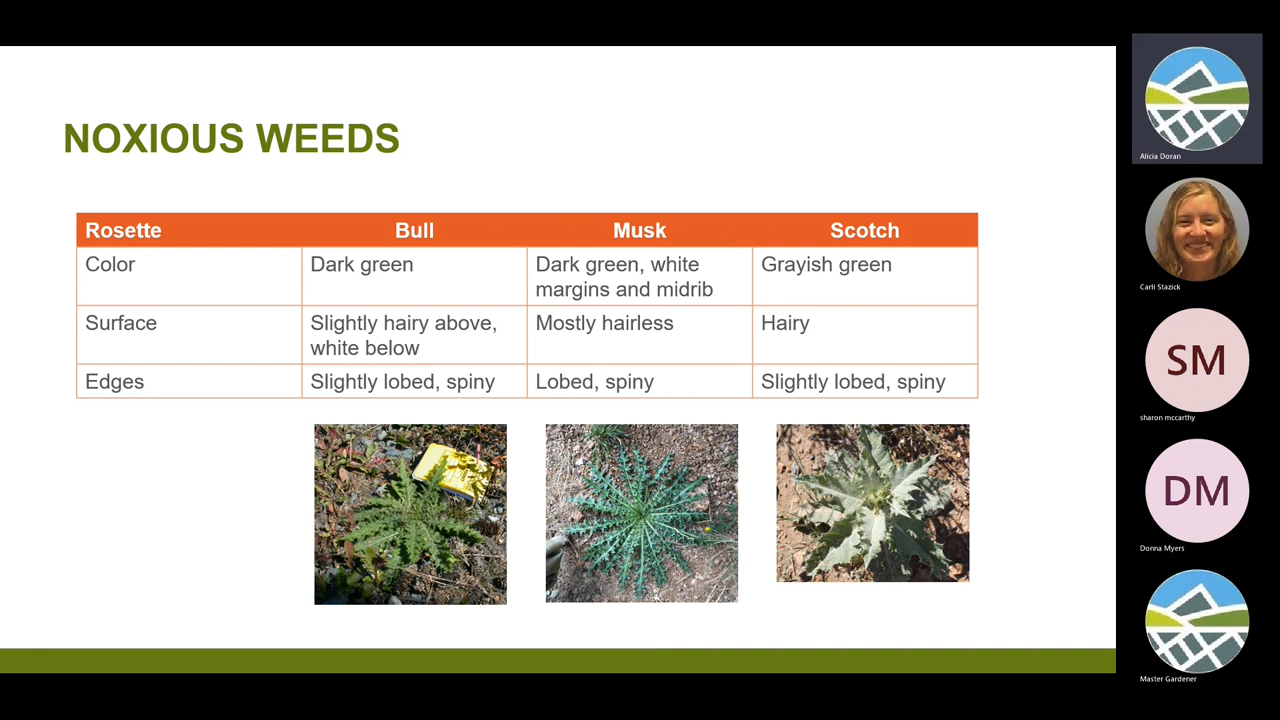 NOXIOUS WEEDS
Rosette Bull Musk Scotch
Color Dark green Dark green, white margins and midrib Grayish green
Surface Slightly hairy above, white below Mostly hairless Hairy
Edges Slightly lobed, spiny Lobed, spiny Slightly lobed, spiny
Alicia Doran
Carli Stazick
SM
sharon mccarthy
DM
Donna Myers
Master Gardener